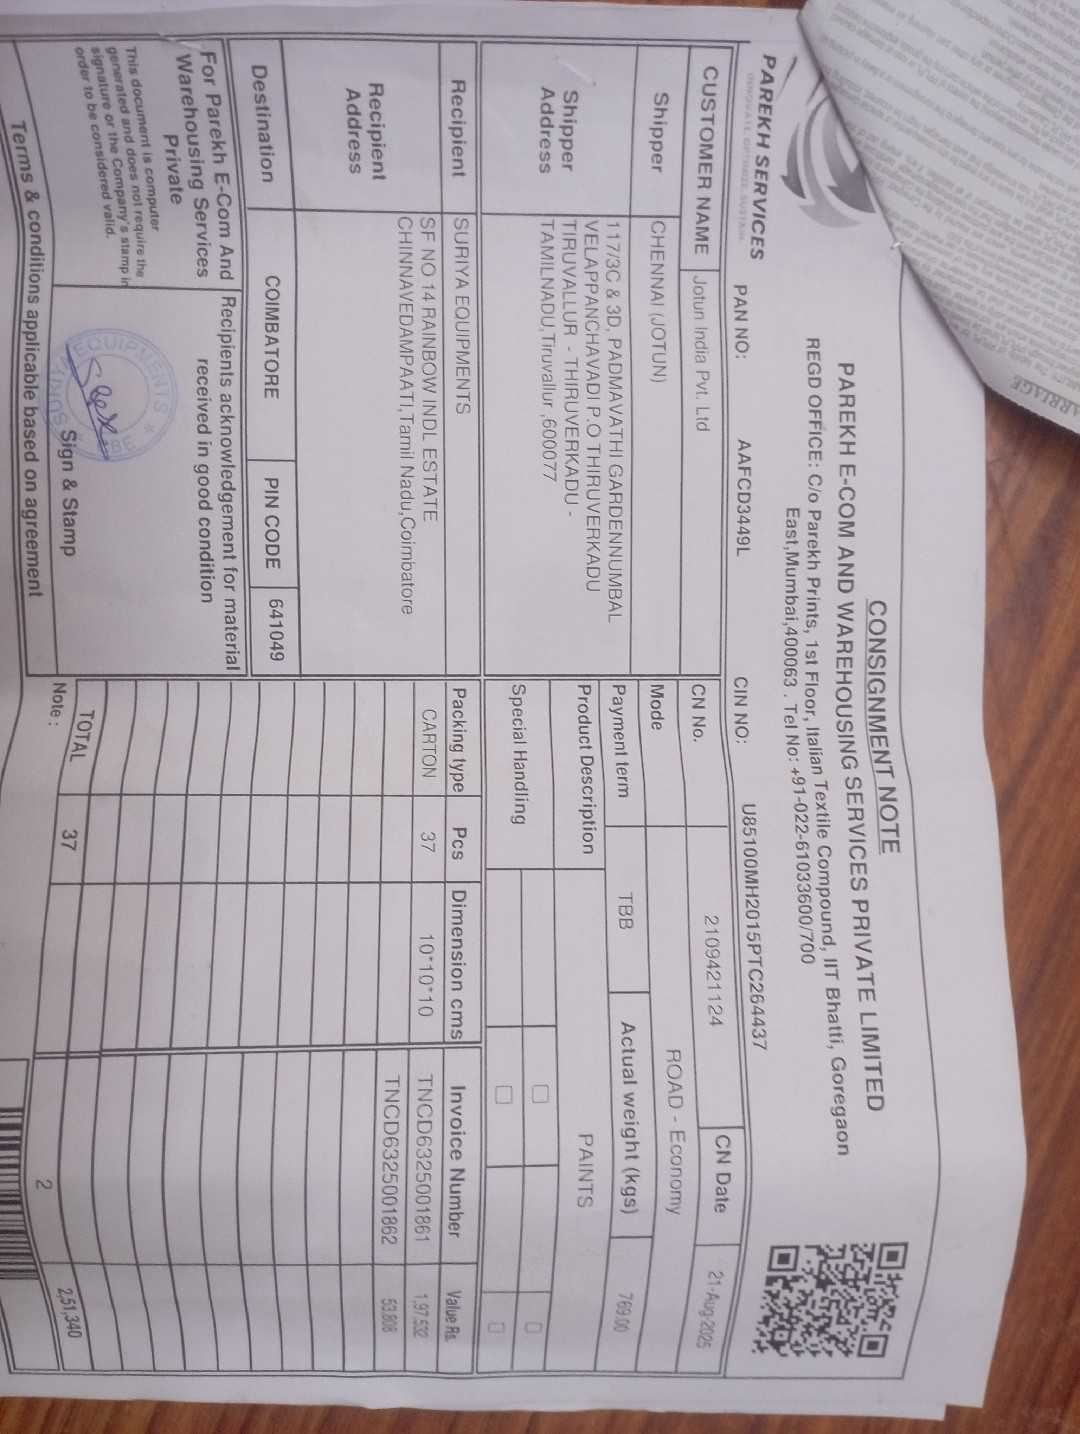 CONSIGNMENT NOTE
PAREKH E-COM AND WAREHOUSING SERVICES PRIVATE LIMITED
REGD OFFICE: C/o Parekh Prints, 1st Floor, Italian Textile Compound, IIT Bhatti, Goregaon
East,Mumbai,400063 . Tel No: +91-022-61033600/700
PAREKH SERVICES
INNOVATE. OPTIMIZE. SUSTAIN.
PAN NO: AAFCD3449L CIN NO: U85100MH2015PTC264437
CUSTOMER NAME Jotun India Pvt. Ltd
CN No. 2109421124 CN Date 21-Aug-2025
Shipper CHENNAI (JOTUN)
Mode ROAD - Economy
Payment term TBB Actual weight (kgs) 769.00
Shipper Address
117/3C & 3D, PADMAVATHI GARDENNUMBAL
VELAPPANCHAVADI P.O THIRUVERKADU
TIRUVALLUR - THIRUVERKADU -
TAMILNADU,Tiruvallur ,600077
Product Description PAINTS
Special Handling
Recipient SURIYA EQUIPMENTS
Recipient Address
SF NO 14 RAINBOW INDL ESTATE
CHINNAVEDAMPAATI,Tamil Nadu,Coimbatore
Packing type Pcs Dimension cms Invoice Number Value Rs.
CARTON 37 10*10*10 TNCD6325001861 1,97,532
TNCD6325001862 53,808
Destination COIMBATORE PIN CODE 641049
For Parekh E-Com And
Warehousing Services
Private
This document is computer
generated and does not require the
signature or the Company's stamp in
order to be considered valid.
Recipients acknowledgement for material
received in good condition
EQUIPMENTS
Sign & Stamp
TOTAL 37 2 2,51,340
Note :
Terms & conditions applicable based on agreement
ARRIAGE